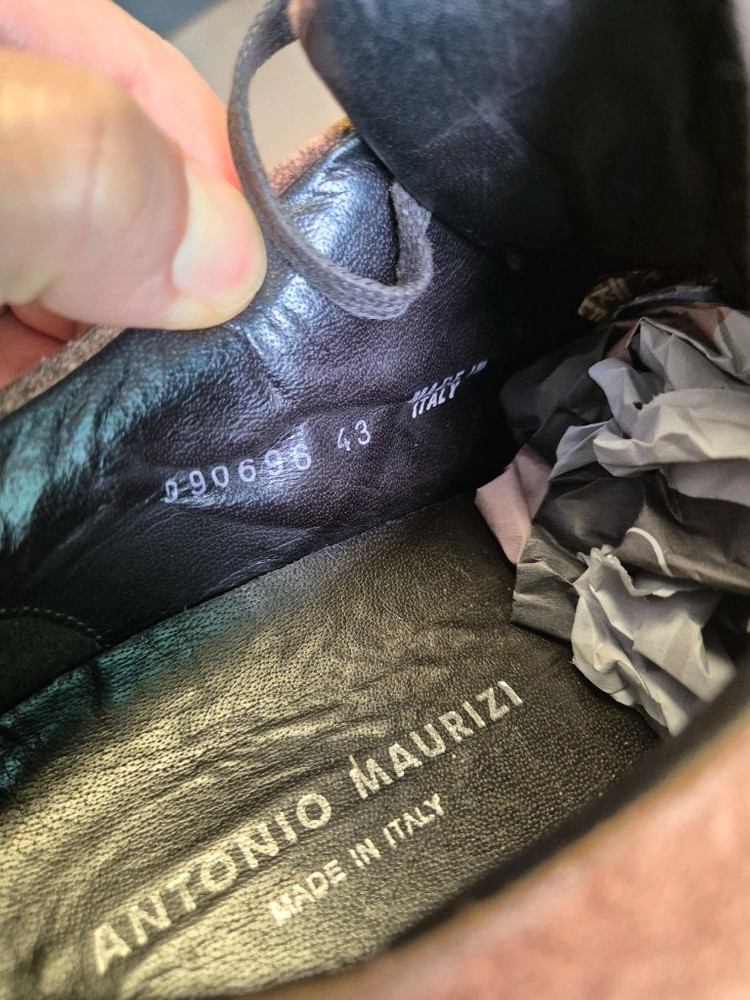 MADE IN
ITALY
090696 43
ANTONIO MAURIZI
MADE IN ITALY